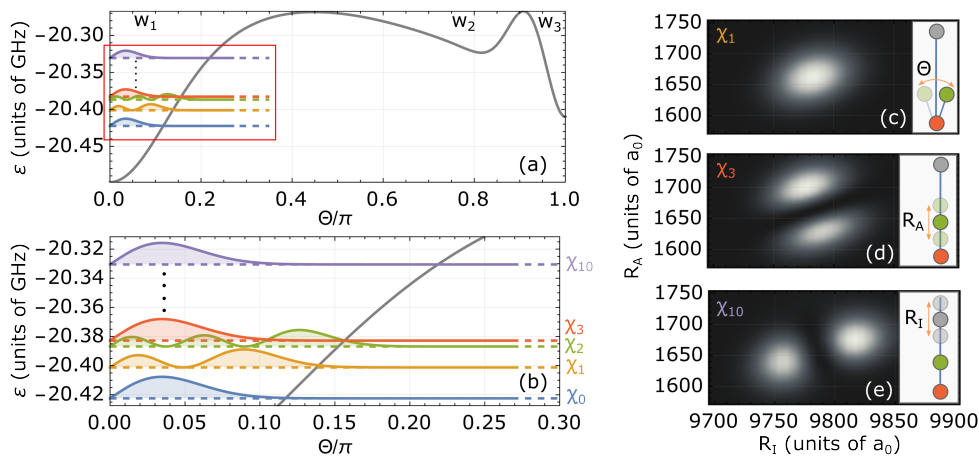 w₁
w₂
w₃
−20.30
−20.35
−20.40
−20.45
ε (units of GHz)
(a)
0.0
0.2
0.4
0.6
0.8
1.0
Θ/π
−20.32
−20.34
−20.36
−20.38
−20.40
−20.42
ε (units of GHz)
χ₁₀
χ₃
χ₂
χ₁
χ₀
(b)
0.00
0.05
0.10
0.15
0.20
0.25
0.30
Θ/π
1750
1700
1650
1600
χ₁
Θ
(c)
1750
1700
1650
1600
χ₃
R_A
(d)
R_A (units of a₀)
1750
1700
1650
1600
χ₁₀
R_I
(e)
9700
9750
9800
9850
9900
R_I (units of a₀)